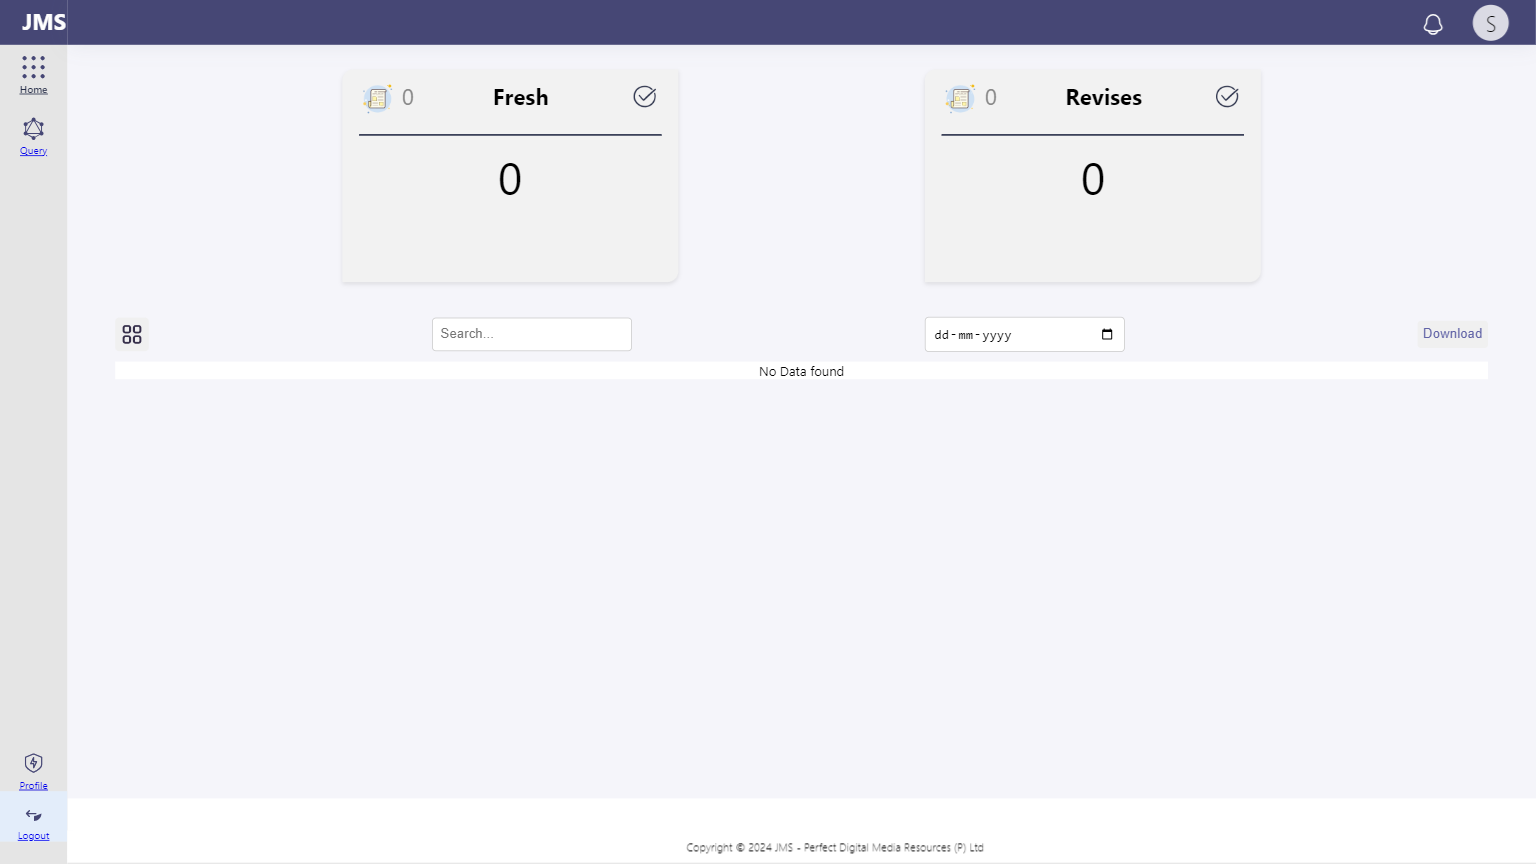 JMS
S
Home
Query
0 Fresh
0
0 Revises
0
Search...
dd-mm-yyyy
Download
No Data found
Profile
Logout
Copyright © 2024 JMS - Perfect Digital Media Resources (P) Ltd